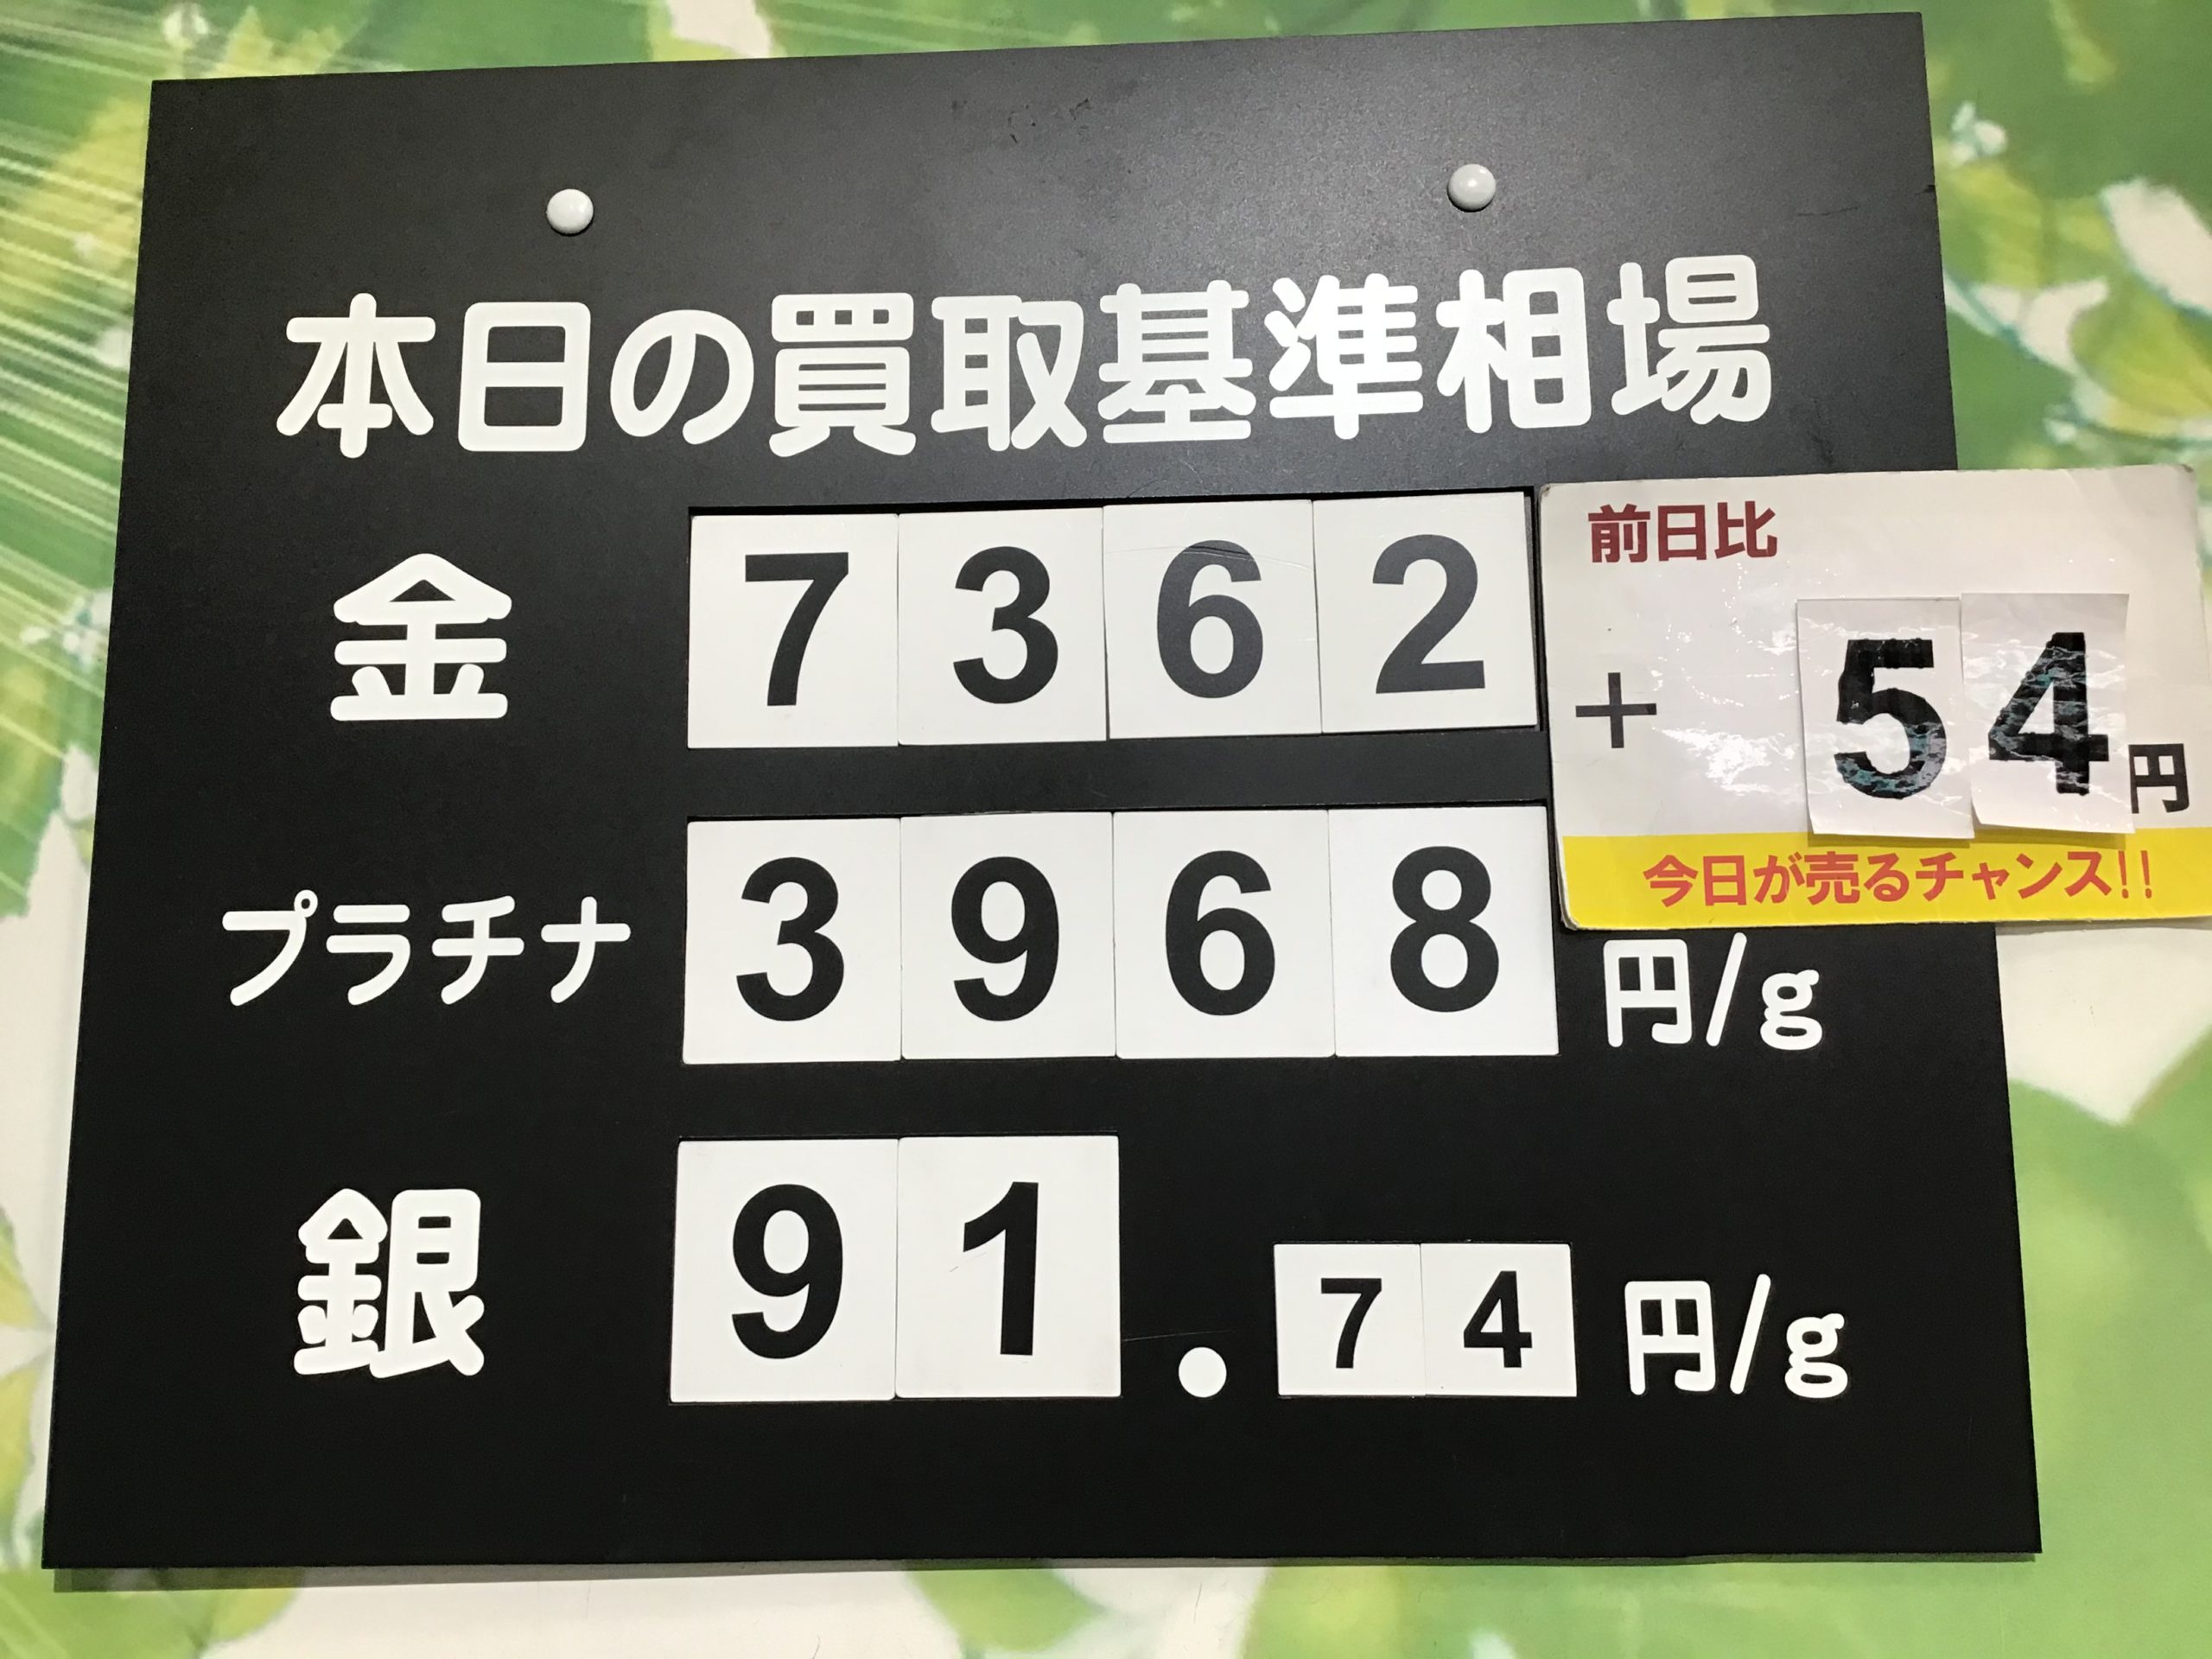 本日の買取基準相場
金 7362
前日比
+ 54円
今日が売るチャンス!!
プラチナ 3968 円/g
銀 91.74 円/g